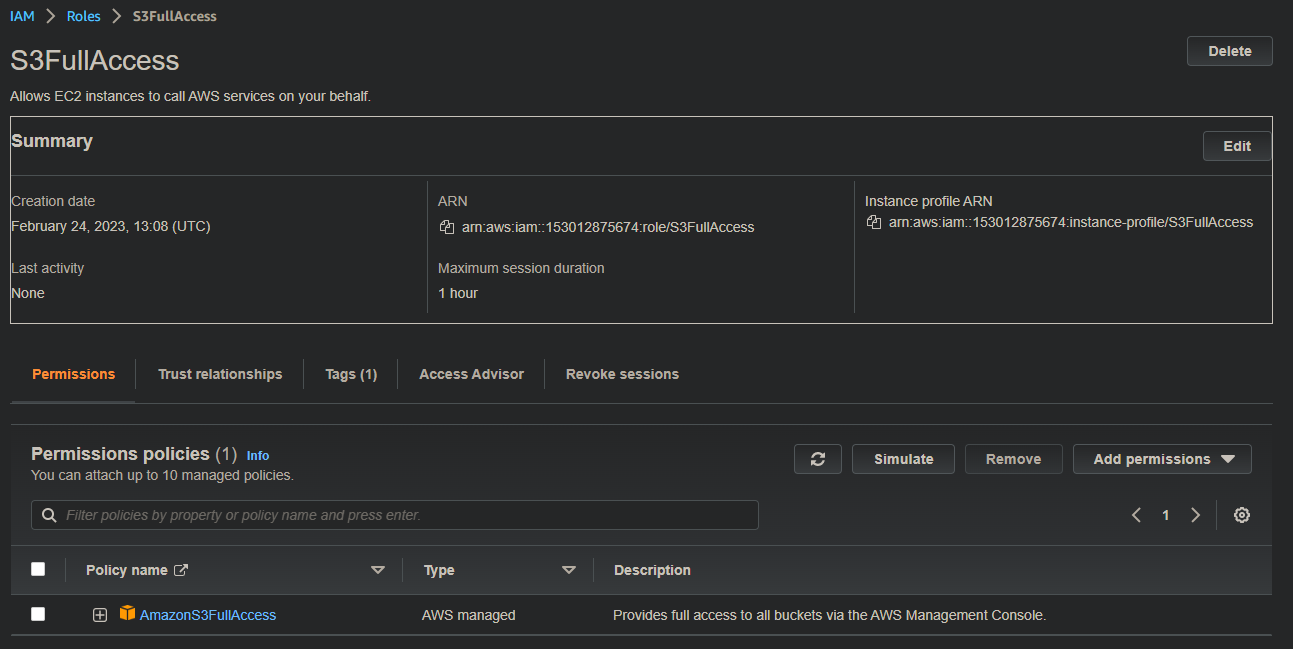 IAM > Roles > S3FullAccess
S3FullAccess
Delete
Allows EC2 instances to call AWS services on your behalf.
Summary
Edit
Creation date
February 24, 2023, 13:08 (UTC)
ARN
arn:aws:iam::153012875674:role/S3FullAccess
Instance profile ARN
arn:aws:iam::153012875674:instance-profile/S3FullAccess
Last activity
None
Maximum session duration
1 hour
Permissions Trust relationships Tags (1) Access Advisor Revoke sessions
Permissions policies (1) Info
You can attach up to 10 managed policies.
Simulate Remove Add permissions
Filter policies by property or policy name and press enter.
1
Policy name Type Description
AmazonS3FullAccess AWS managed Provides full access to all buckets via the AWS Management Console.